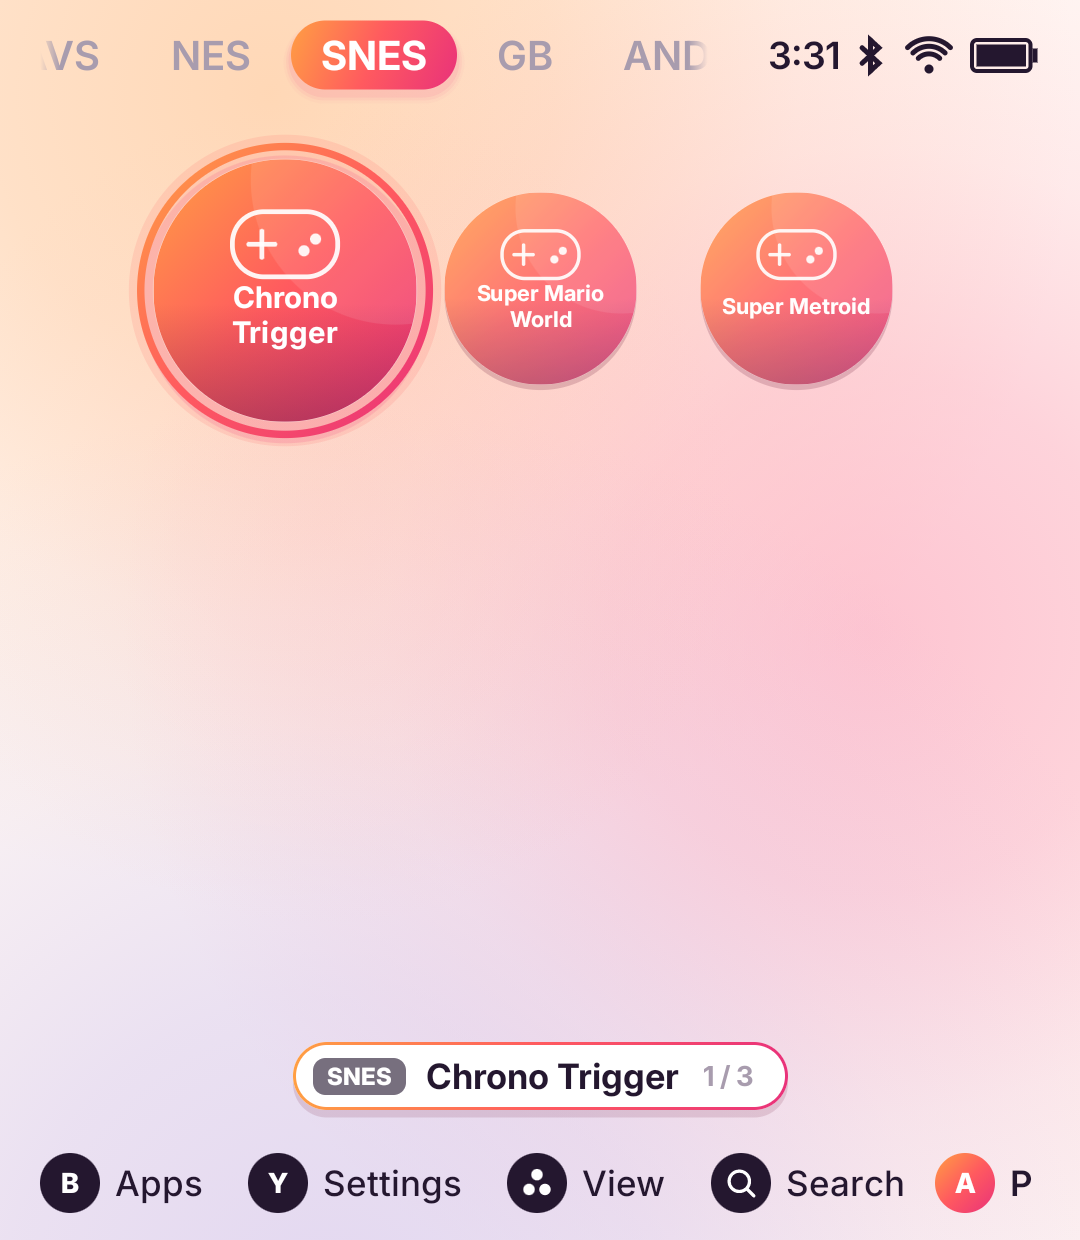 VS NES SNES GB AND 3:31
Chrono
Trigger
Super Mario
World
Super Metroid
SNES Chrono Trigger 1 / 3
B Apps Y Settings View Search A P